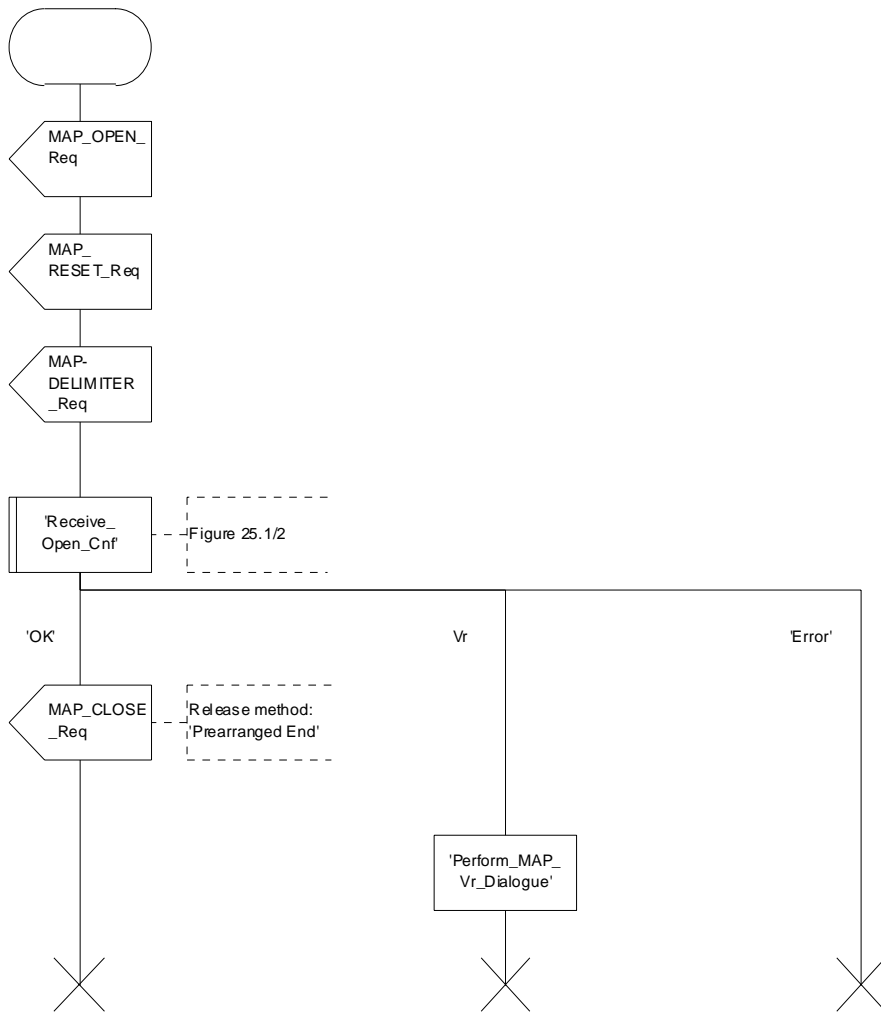 MAP_OPEN_
Req
MAP_
RESET_Req
MAP-
DELIMITER
_Req
'Receive_
Open_Cnf'
Figure 25.1/2
'OK'
Vr
'Error'
MAP_CLOSE
_Req
Release method:
'Prearranged End'
'Perform_MAP_
Vr_Dialogue'